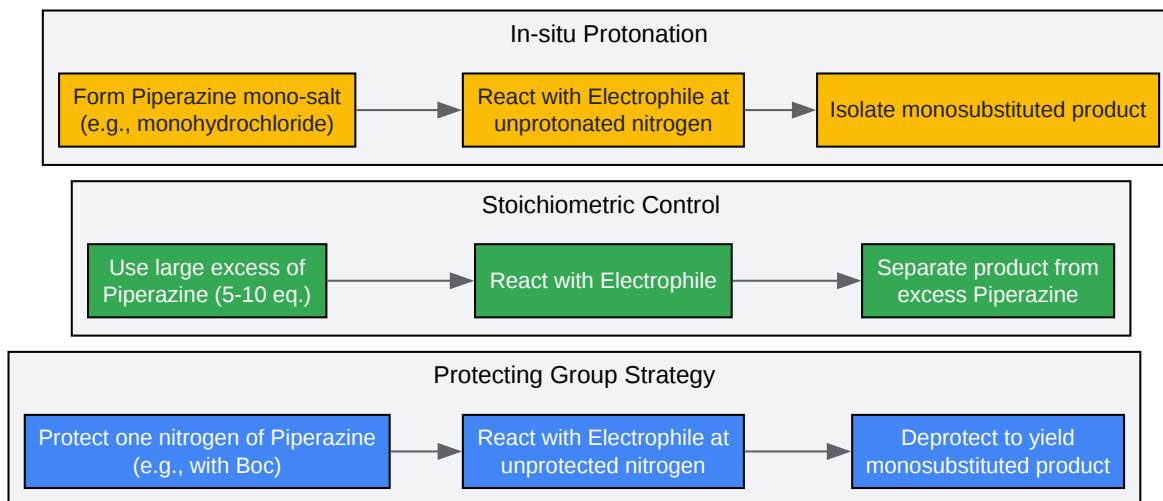 In-situ Protonation
Form Piperazine mono-salt
(e.g., monohydrochloride)
React with Electrophile at
unprotonated nitrogen
Isolate monosubstituted product
Stoichiometric Control
Use large excess of
Piperazine (5-10 eq.)
React with Electrophile
Separate product from
excess Piperazine
Protecting Group Strategy
Protect one nitrogen of Piperazine
(e.g., with Boc)
React with Electrophile at
unprotected nitrogen
Deprotect to yield
monosubstituted product